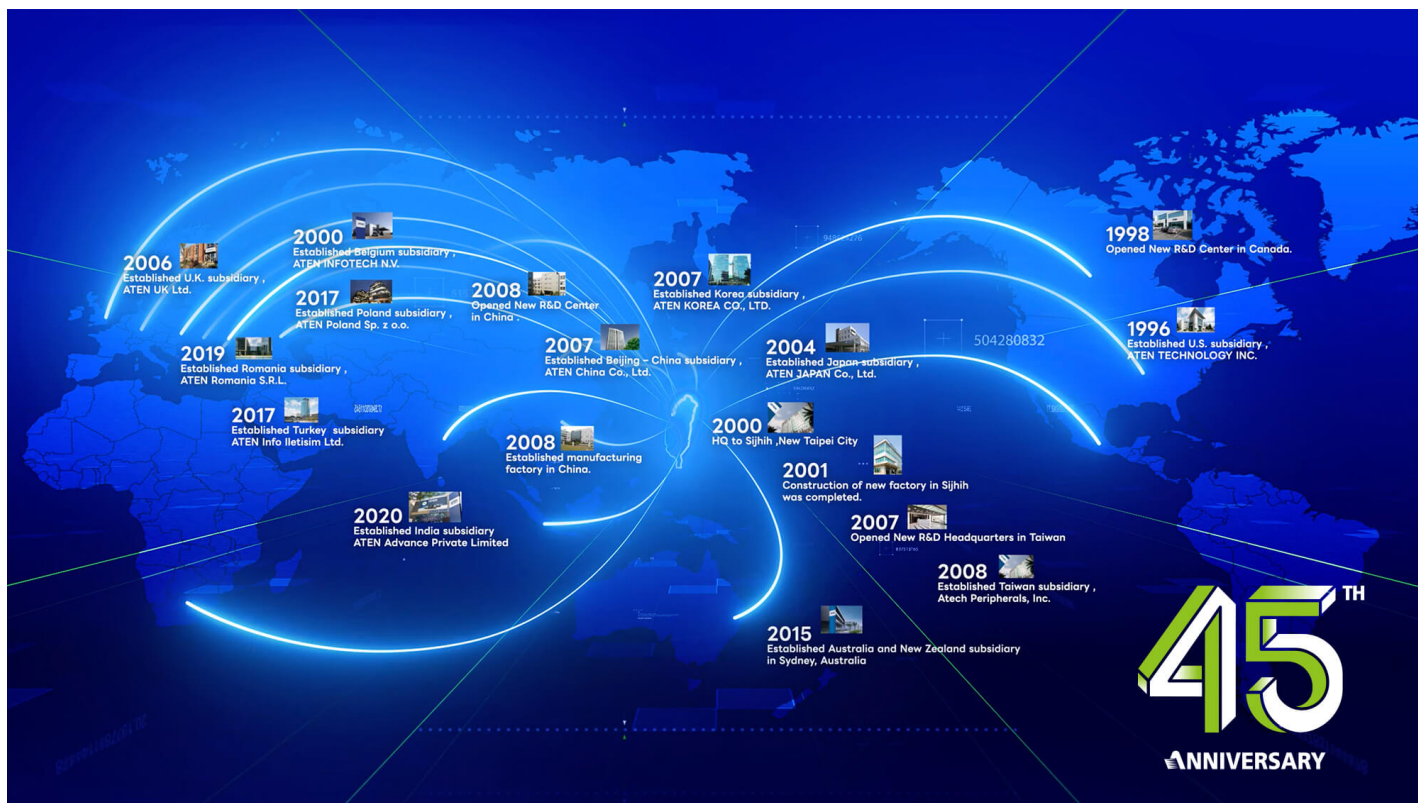 2006
Established U.K. subsidiary ,
ATEN UK Ltd.
2000
Established Belgium subsidiary ,
ATEN INFOTECH N.V.
2017
Established Poland subsidiary ,
ATEN Poland Sp. z o.o.
2019
Established Romania subsidiary ,
ATEN Romania S.R.L.
2017
Established Turkey subsidiary
ATEN Info Iletisim Ltd.
2008
Opened New R&D Center
in China .
2007
Established Beijing – China subsidiary ,
ATEN China Co., Ltd.
2008
Established manufacturing
factory in China.
2020
Established India subsidiary
ATEN Advance Private Limited
2007
Established Korea subsidiary ,
ATEN KOREA CO., LTD.
2004
Established Japan subsidiary ,
ATEN JAPAN Co., Ltd.
2000
HQ to Sijhih ,New Taipei City
2001
Construction of new factory in Sijhih
was completed.
2007
Opened New R&D Headquarters in Taiwan
2008
Established Taiwan subsidiary ,
Atech Peripherals, Inc.
2015
Established Australia and New Zealand subsidiary
in Sydney, Australia
1998
Opened New R&D Center in Canada.
1996
Established U.S. subsidiary ,
ATEN TECHNOLOGY INC.
504280832
45TH
ANNIVERSARY